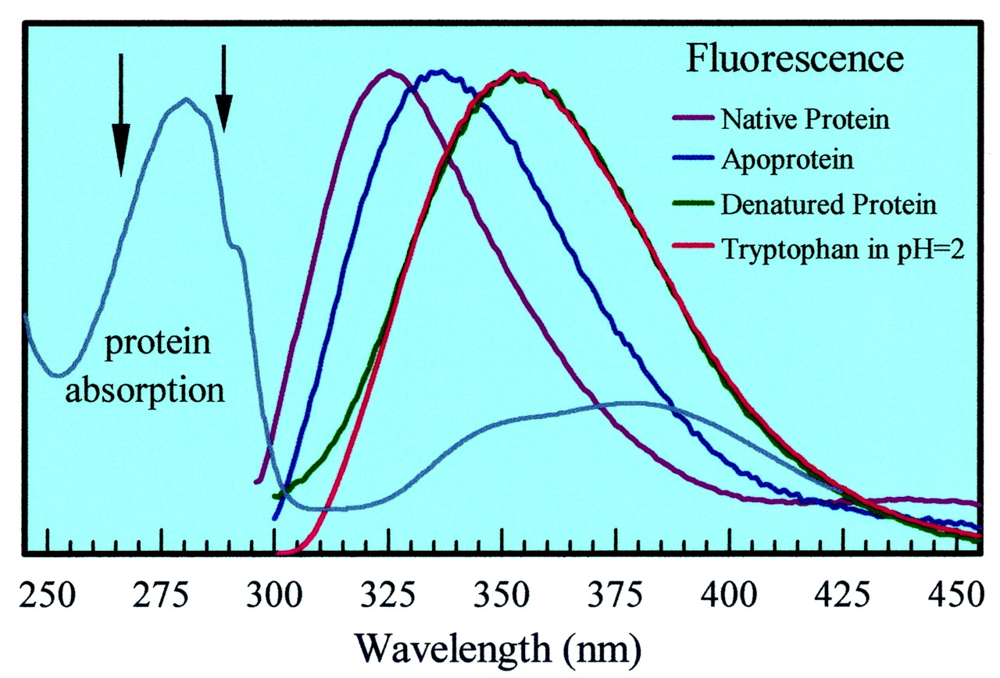 Fluorescence
Native Protein
Apoprotein
Denatured Protein
Tryptophan in pH=2
protein
absorption
250 275 300 325 350 375 400 425 450
Wavelength (nm)